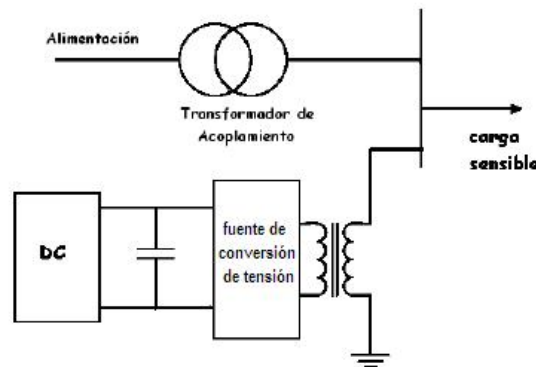 Alimentación
Transformador de
Acoplamiento
carga
sensible
DC
fuente de
conversión
de tensión